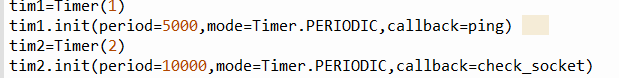 tim1=Timer(1)
tim1.init(period=5000,mode=Timer.PERIODIC,callback=ping)
tim2=Timer(2)
tim2.init(period=10000,mode=Timer.PERIODIC,callback=check_socket)